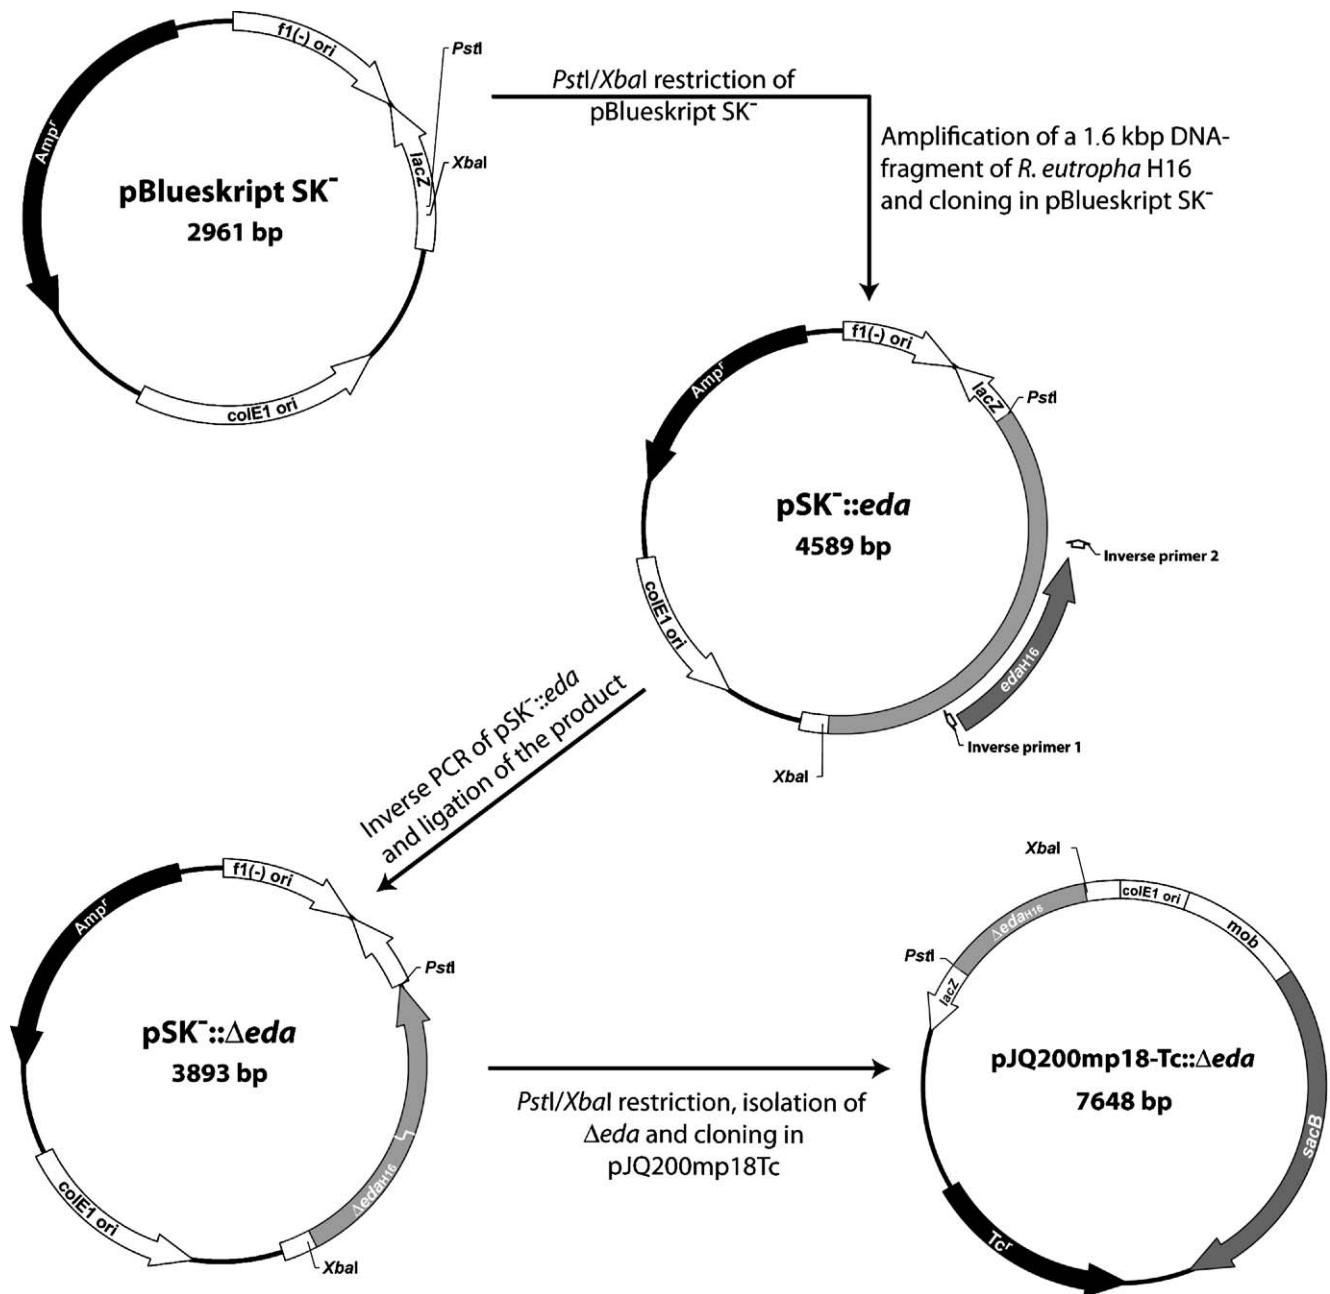 f1(-) ori
PstI
Ampʳ
lacZ
XbaI
pBlueskript SK⁻
2961 bp
colE1 ori
PstI/XbaI restriction of
pBlueskript SK⁻
Amplification of a 1.6 kbp DNA-
fragment of R. eutropha H16
and cloning in pBlueskript SK⁻
f1(-) ori
Ampʳ
lacZ
PstI
pSK⁻::eda
4589 bp
Inverse primer 2
colE1 ori
edaH16
Inverse primer 1
XbaI
Inverse PCR of pSK⁻::eda
and ligation of the product
f1(-) ori
Ampʳ
PstI
pSK⁻::Δeda
3893 bp
colE1 ori
ΔedaH16
XbaI
PstI/XbaI restriction, isolation of
Δeda and cloning in
pJQ200mp18Tc
XbaI
colE1 ori
ΔedaH16
mob
PstI
lacZ
pJQ200mp18-Tc::Δeda
7648 bp
sacB
Tcʳ